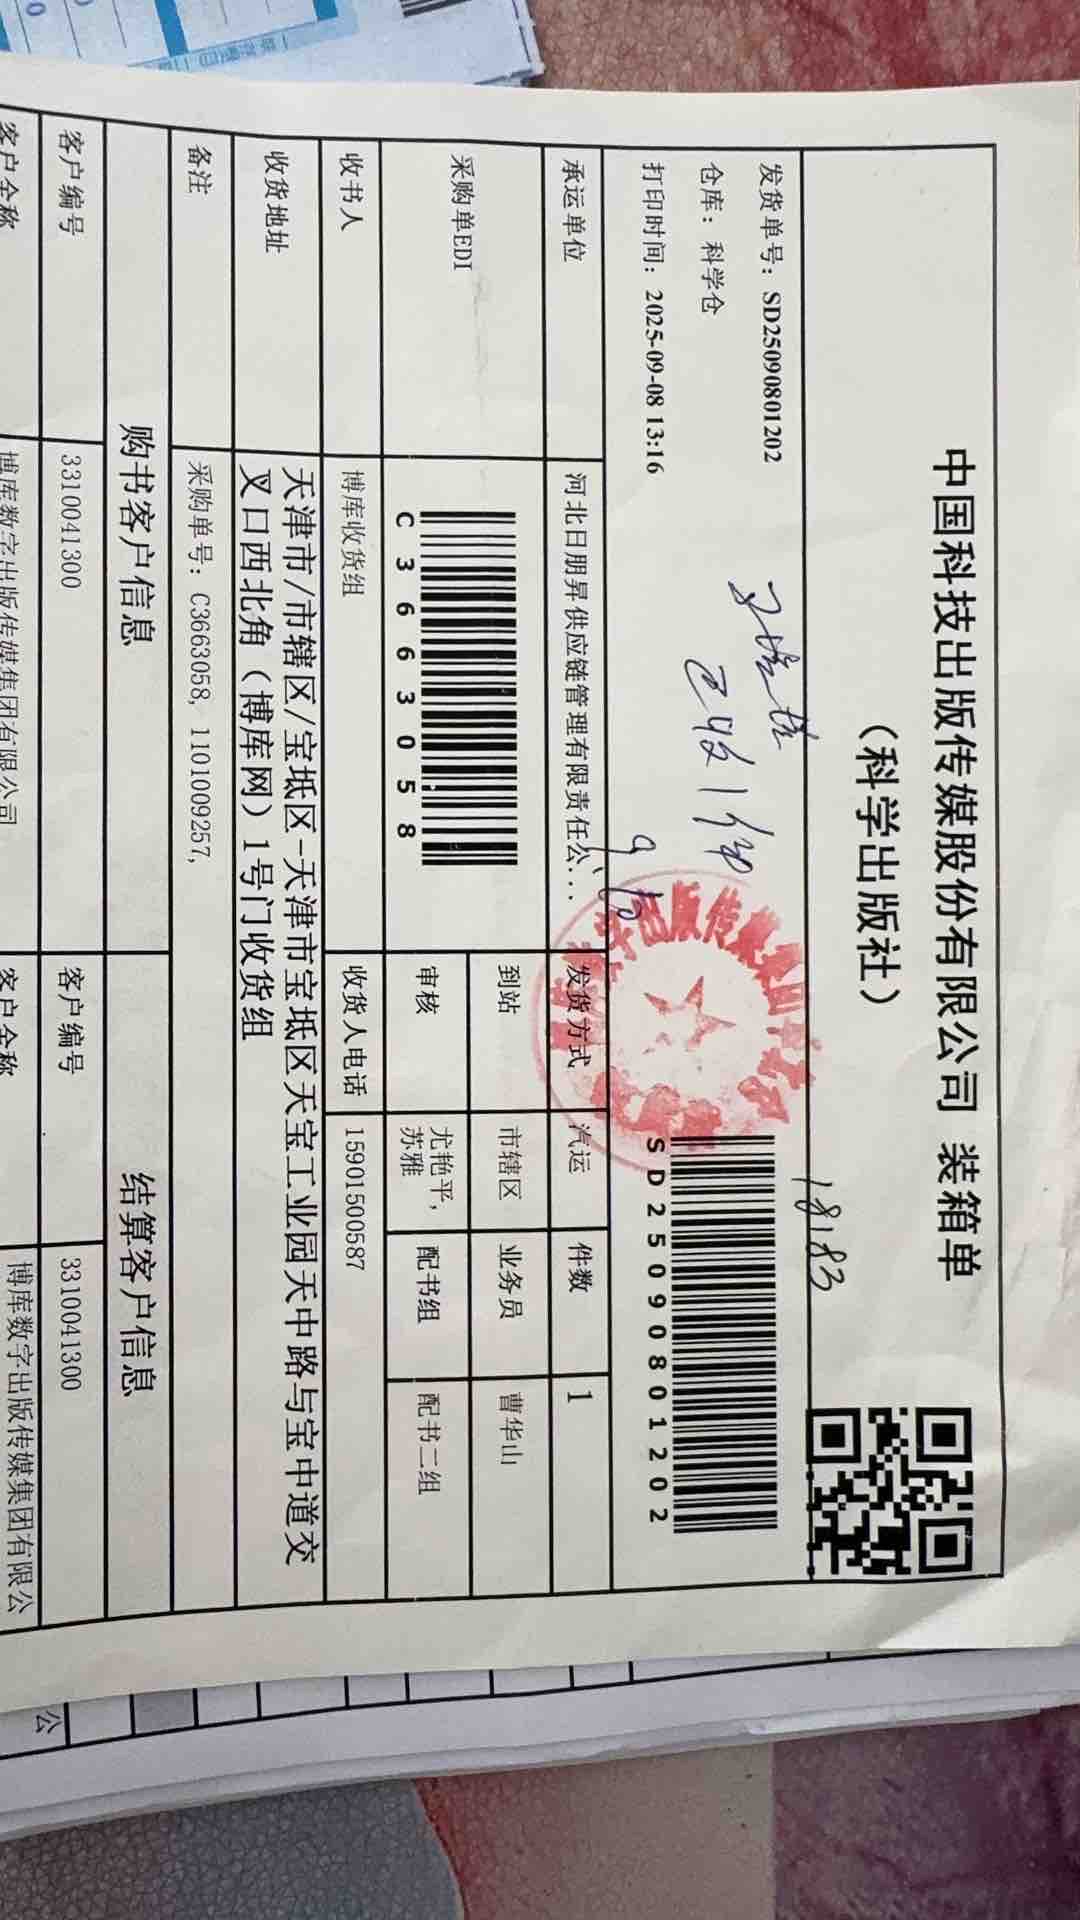 中国科技出版传媒股份有限公司 装箱单
（科学出版社）
18183
发货单号：SD25090801202
仓库：科学仓
已收1件
打印时间：2025-09-08 13:16
SD25090801202
承运单位 河北日朋昇供应链管理有限责任公... 发货方式 汽运 件数 1
采购单EDI C3663058 到站 市辖区 业务员 曹华山
审核 尤艳平，苏雅 配书组 配书二组
收书人 博库收货组 收货人电话 15901500587
收货地址 天津市/市辖区/宝坻区-天津市宝坻区天宝工业园天中路与宝中道交
叉口西北角（博库网）1号门收货组
备注 采购单号：C3663058，1101009257，
购书客户信息 结算客户信息
客户编号 3310041300 客户编号 3310041300
客户全称 博库数字出版传媒集团有限公司 客户全称 博库数字出版传媒集团有限公
公